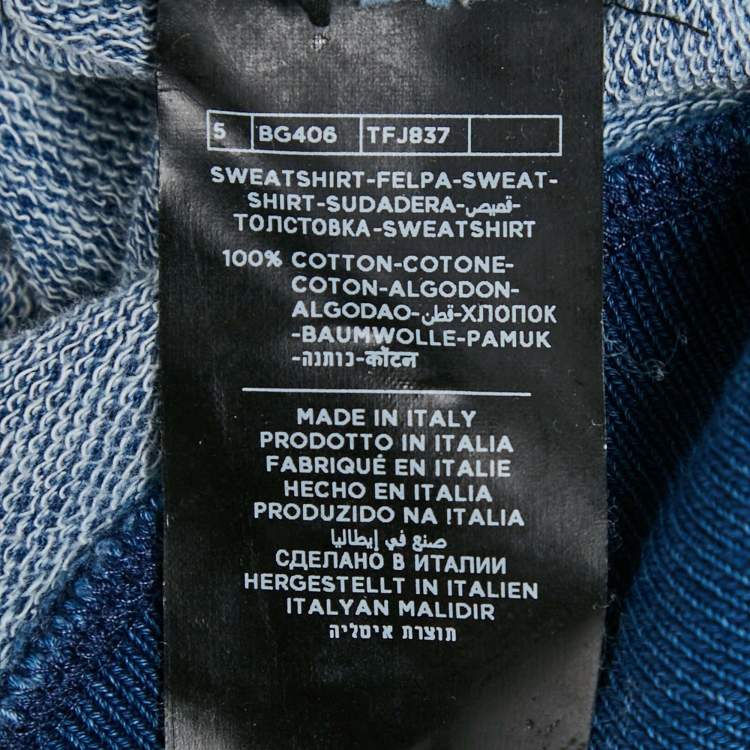 5 BG406 TFJ837
SWEATSHIRT-FELPA-SWEAT-
SHIRT-SUDADERA-قميص-
ТОЛСТОВКА-SWEATSHIRT
100% COTTON-COTONE-
COTON-ALGODON-
ALGODAO-قطن-ХЛОПОК
-BAUMWOLLE-PAMUK
-כותנה-कॉटन
MADE IN ITALY
PRODOTTO IN ITALIA
FABRIQUÉ EN ITALIE
HECHO EN ITALIA
PRODUZIDO NA ITALIA
صنع في إيطاليا
СДЕЛАНО В ИТАЛИИ
HERGESTELLT IN ITALIEN
ITALYAN MALIDIR
תוצרת איטליה